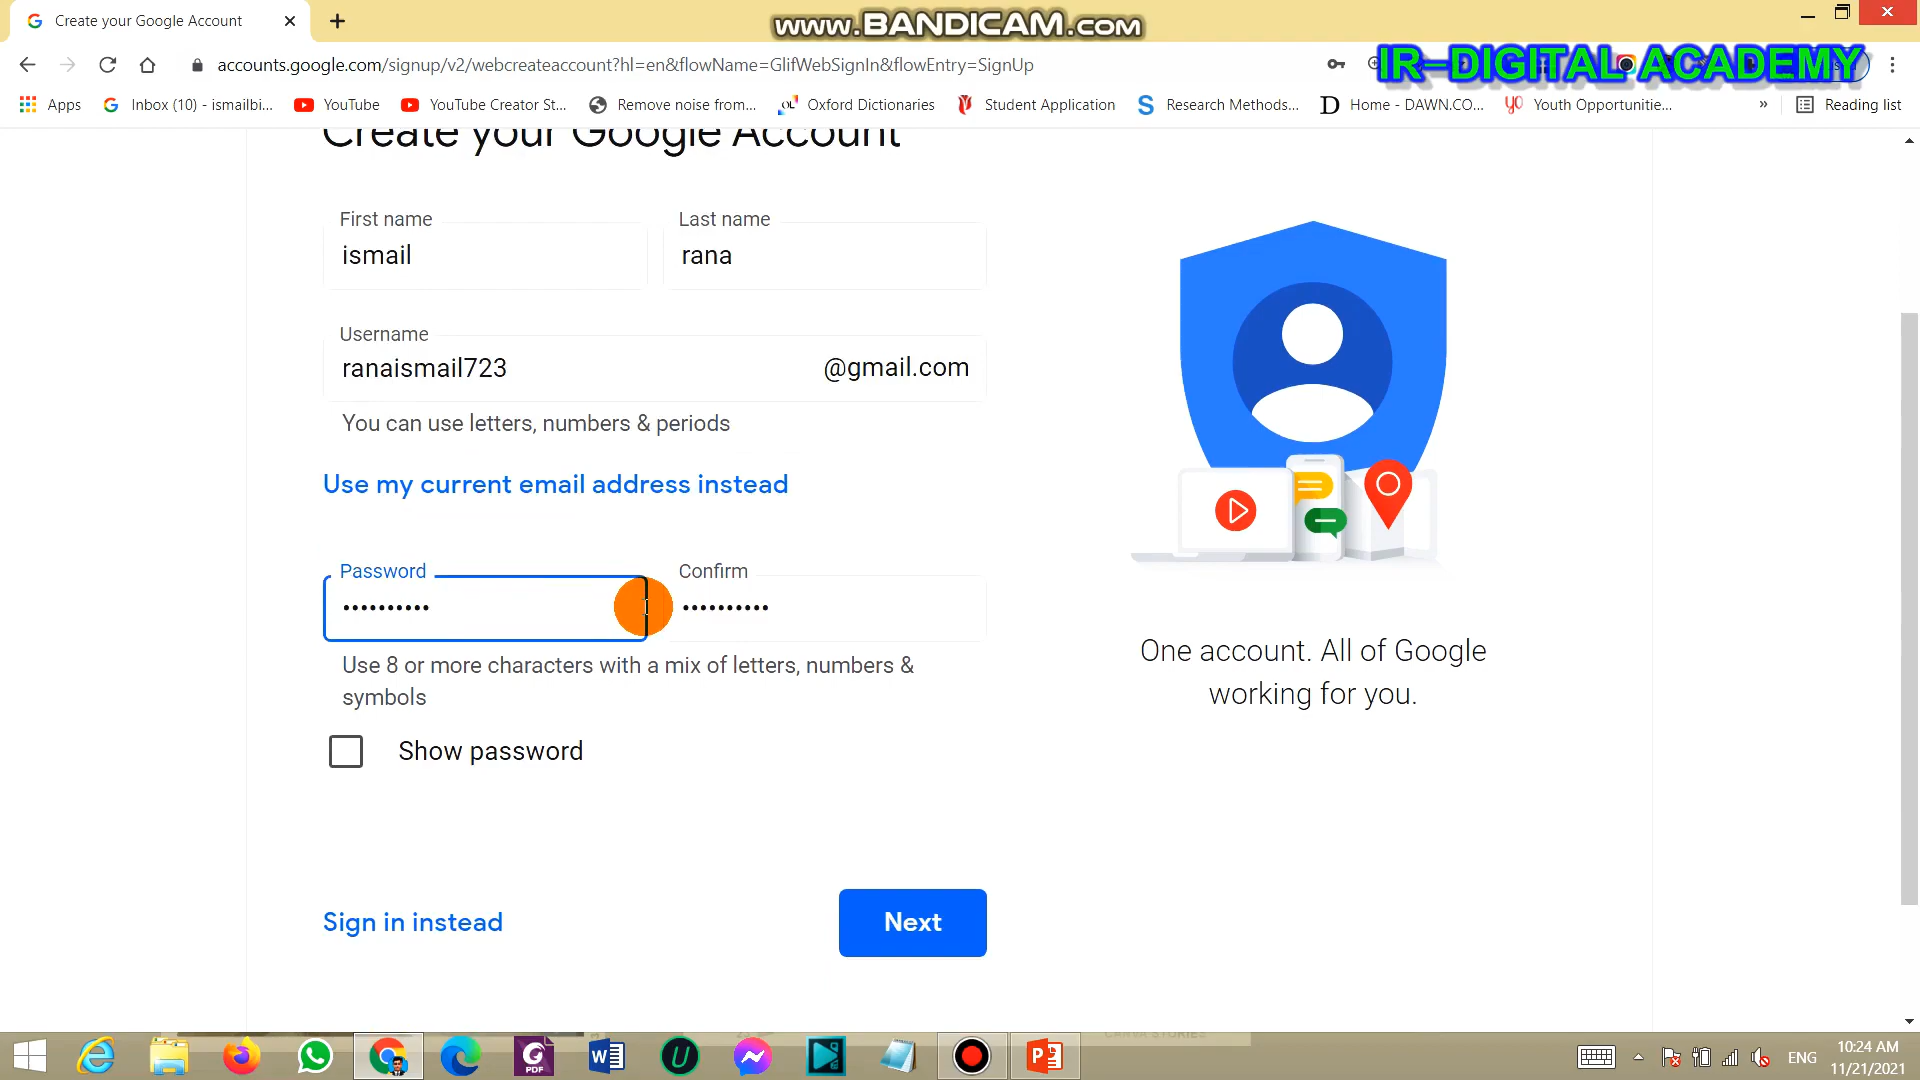 Create your Google Account
www.BANDICAM.com
accounts.google.com/signup/v2/webcreateaccount?hl=en&flowName=GlifWebSignIn&flowEntry=SignUp
IR-DIGITAL ACADEMY
Apps
Inbox (10) - ismailbi...
YouTube
YouTube Creator St...
Remove noise from...
Oxford Dictionaries
Student Application
Research Methods...
Home - DAWN.CO...
Youth Opportunitie...
»
Reading list
Create your Google Account
First name
ismail
Last name
rana
Username
ranaismail723
@gmail.com
You can use letters, numbers & periods
Use my current email address instead
Password
••••••••••
Confirm
••••••••••
Use 8 or more characters with a mix of letters, numbers &
symbols
Show password
One account. All of Google
working for you.
Sign in instead
Next
CANVA STORIES
ENG
10:24 AM
11/21/2021